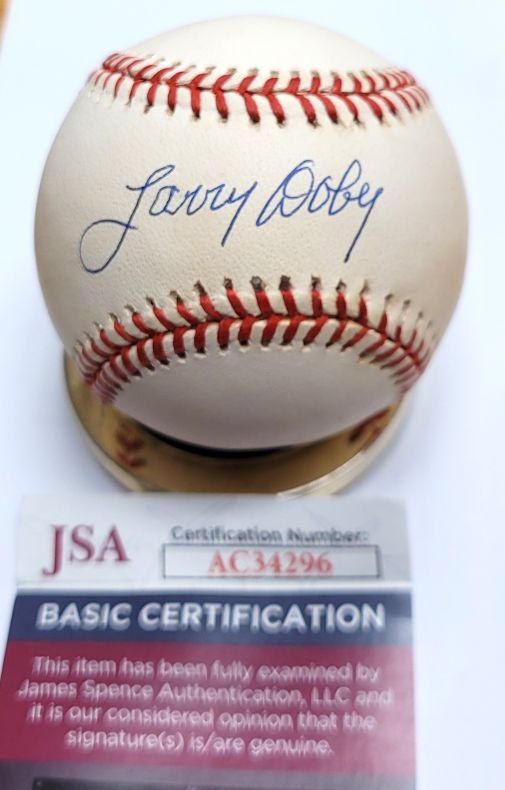 Larry Doby
JSA
Certification Number:
AC34296
BASIC CERTIFICATION
This item has been fully examined by
James Spence Authentication, LLC and
it is our considered opinion that the
signature(s) is/are genuine.